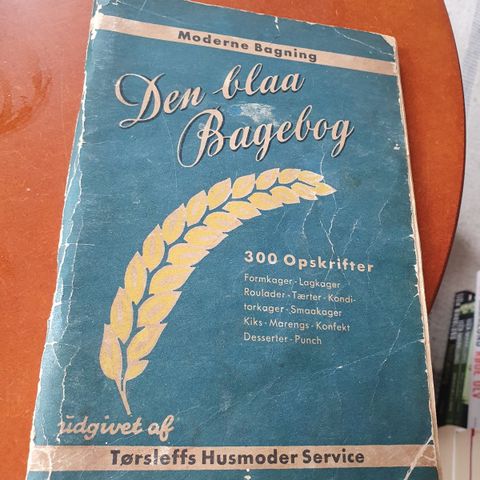 Moderne Bagning
Den blaa
Bagebog
300 Opskrifter
Formkager · Lagkager
Roulader · Tærter · Kondi-
torkager · Smaakager
Kiks · Marengs · Konfekt
Desserter · Punch
udgivet af
Tørsleffs Husmoder Service